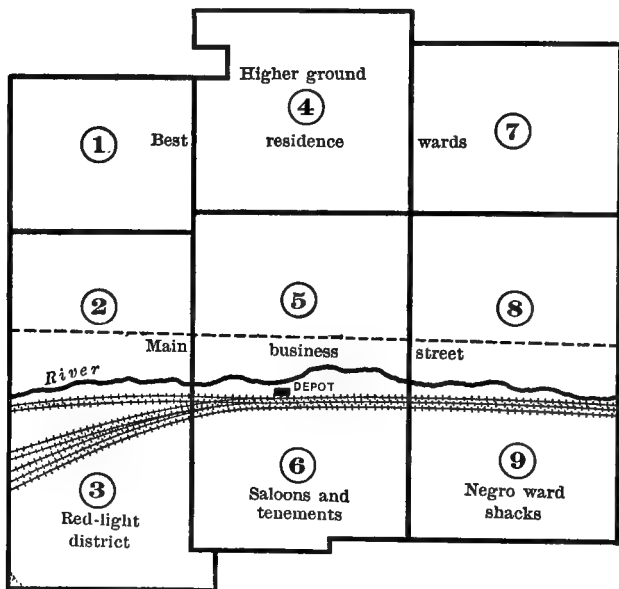 Higher ground
4
1
Best residence wards
7
2
5
8
Main business street
River
DEPOT
3
Red-light
district
6
Saloons and
tenements
9
Negro ward
shacks